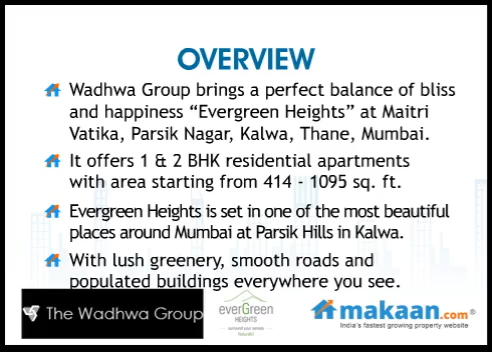 OVERVIEW
Wadhwa Group brings a perfect balance of bliss
and happiness “Evergreen Heights” at Maitri
Vatika, Parsik Nagar, Kalwa, Thane, Mumbai.
It offers 1 & 2 BHK residential apartments
with area starting from 414 - 1095 sq. ft.
Evergreen Heights is set in one of the most beautiful
places around Mumbai at Parsik Hills in Kalwa.
With lush greenery, smooth roads and
populated buildings everywhere you see.
The Wadhwa Group
everGreen
HEIGHTS
makaan.com®
India's fastest growing property website